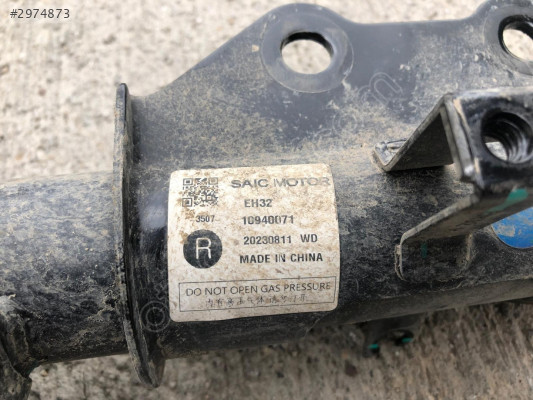 #2974873
SAIC MOTOR
EH32
3507
10940071
R
20230811 WD
MADE IN CHINA
DO NOT OPEN GAS PRESSURE